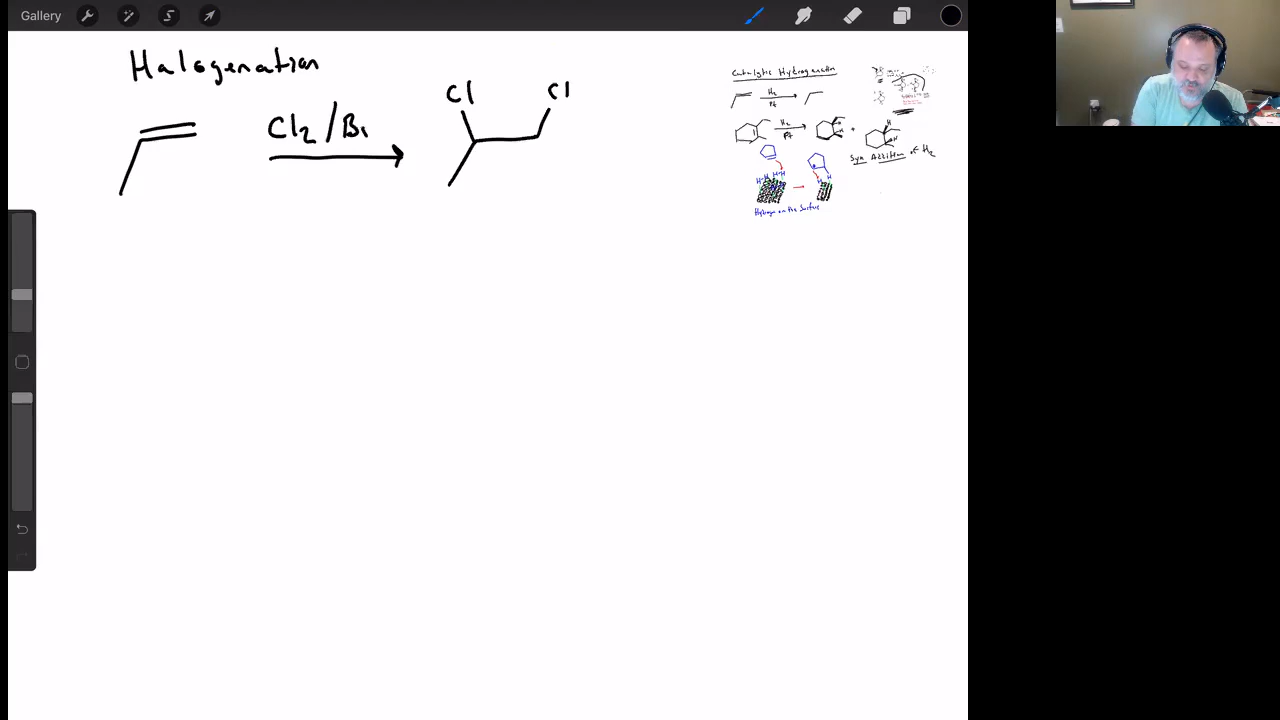 Gallery
Halogenation
Cl Cl
Cl2/Br
Catalytic Hydrogenation
H2
Pt
H2
Pt
+
H
H
Syn Addition of H2
H-H H-H
H H
Hydrogen on the Surface